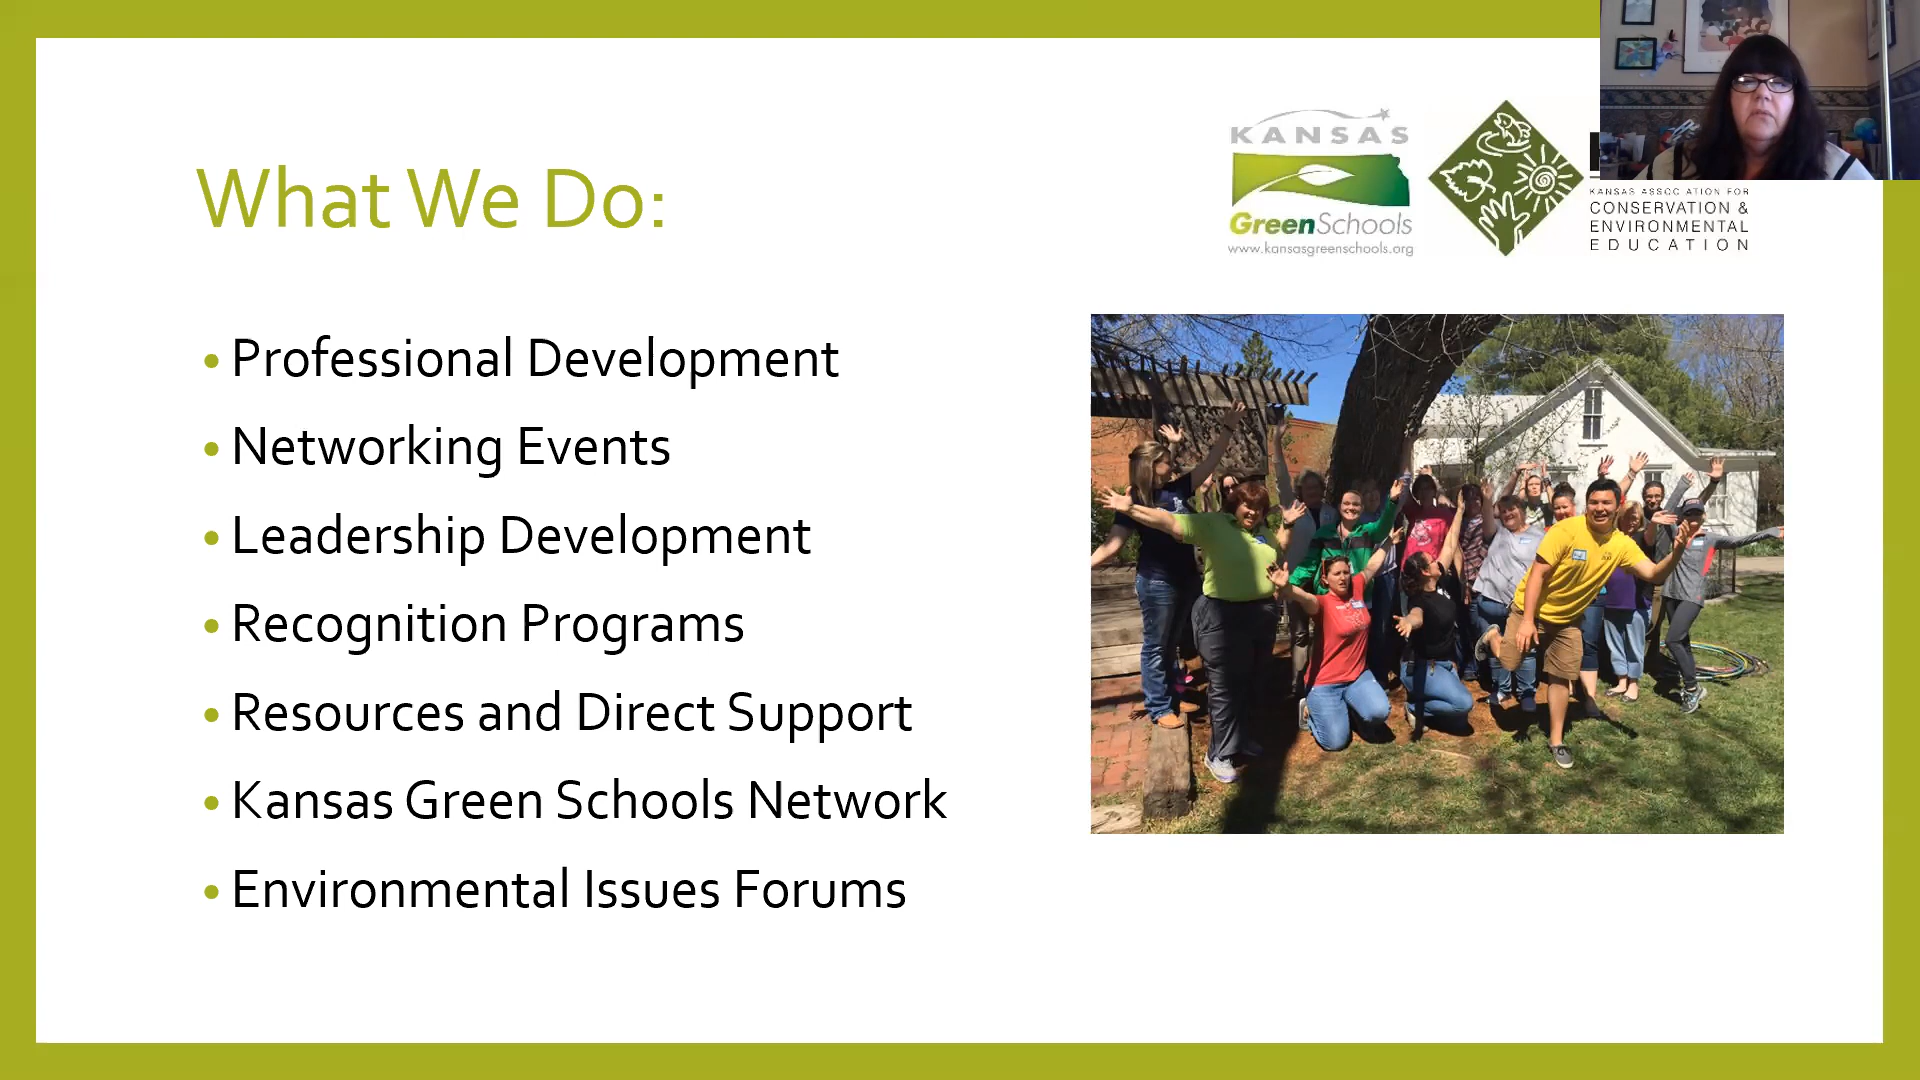 What We Do:
KANSAS
GreenSchools
www.kansasgreenschools.org
KANSAS ASSOCIATION FOR
CONSERVATION &
ENVIRONMENTAL
EDUCATION
• Professional Development
• Networking Events
• Leadership Development
• Recognition Programs
• Resources and Direct Support
• Kansas Green Schools Network
• Environmental Issues Forums